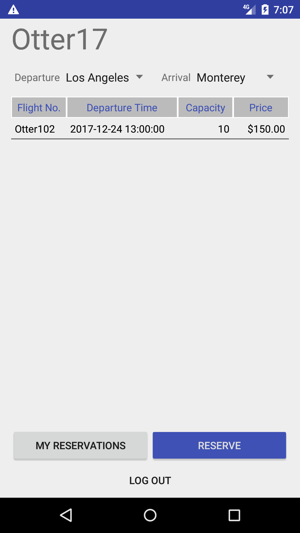 4G 7:07
Otter17
Departure Los Angeles Arrival Monterey
Flight No. Departure Time Capacity Price
Otter102 2017-12-24 13:00:00 10 $150.00
MY RESERVATIONS RESERVE
LOG OUT